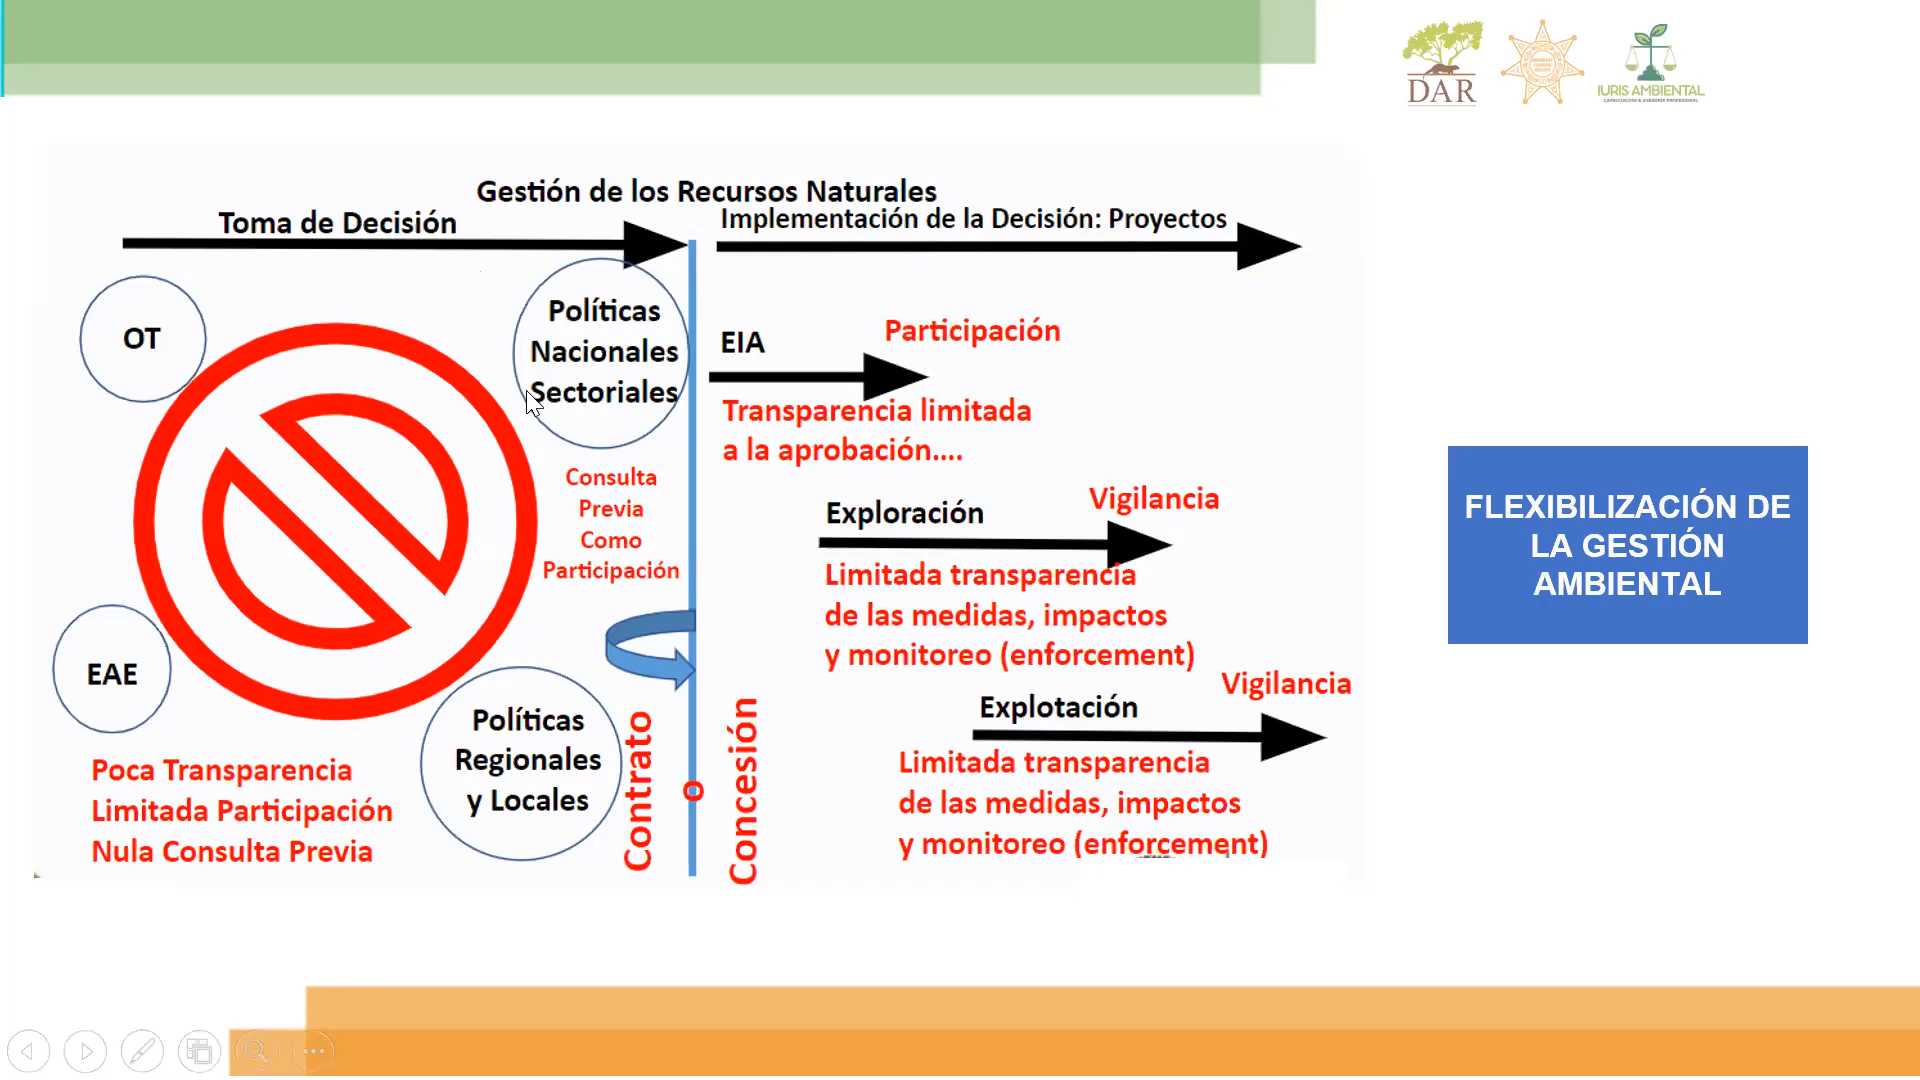 DAR
IURIS AMBIENTAL
CAPACITACIÓN & ASESORÍA PROFESIONAL
Gestión de los Recursos Naturales
Toma de Decisión
Implementación de la Decisión: Proyectos
OT
Políticas
Nacionales
Sectoriales
EIA
Participación
Transparencia limitada
a la aprobación....
Consulta
Previa
Como
Participación
Exploración
Vigilancia
Limitada transparencia
de las medidas, impactos
y monitoreo (enforcement)
FLEXIBILIZACIÓN DE
LA GESTIÓN
AMBIENTAL
EAE
Políticas
Regionales
y Locales
Contrato
o
Concesión
Explotación
Vigilancia
Limitada transparencia
de las medidas, impactos
y monitoreo (enforcement)
Poca Transparencia
Limitada Participación
Nula Consulta Previa